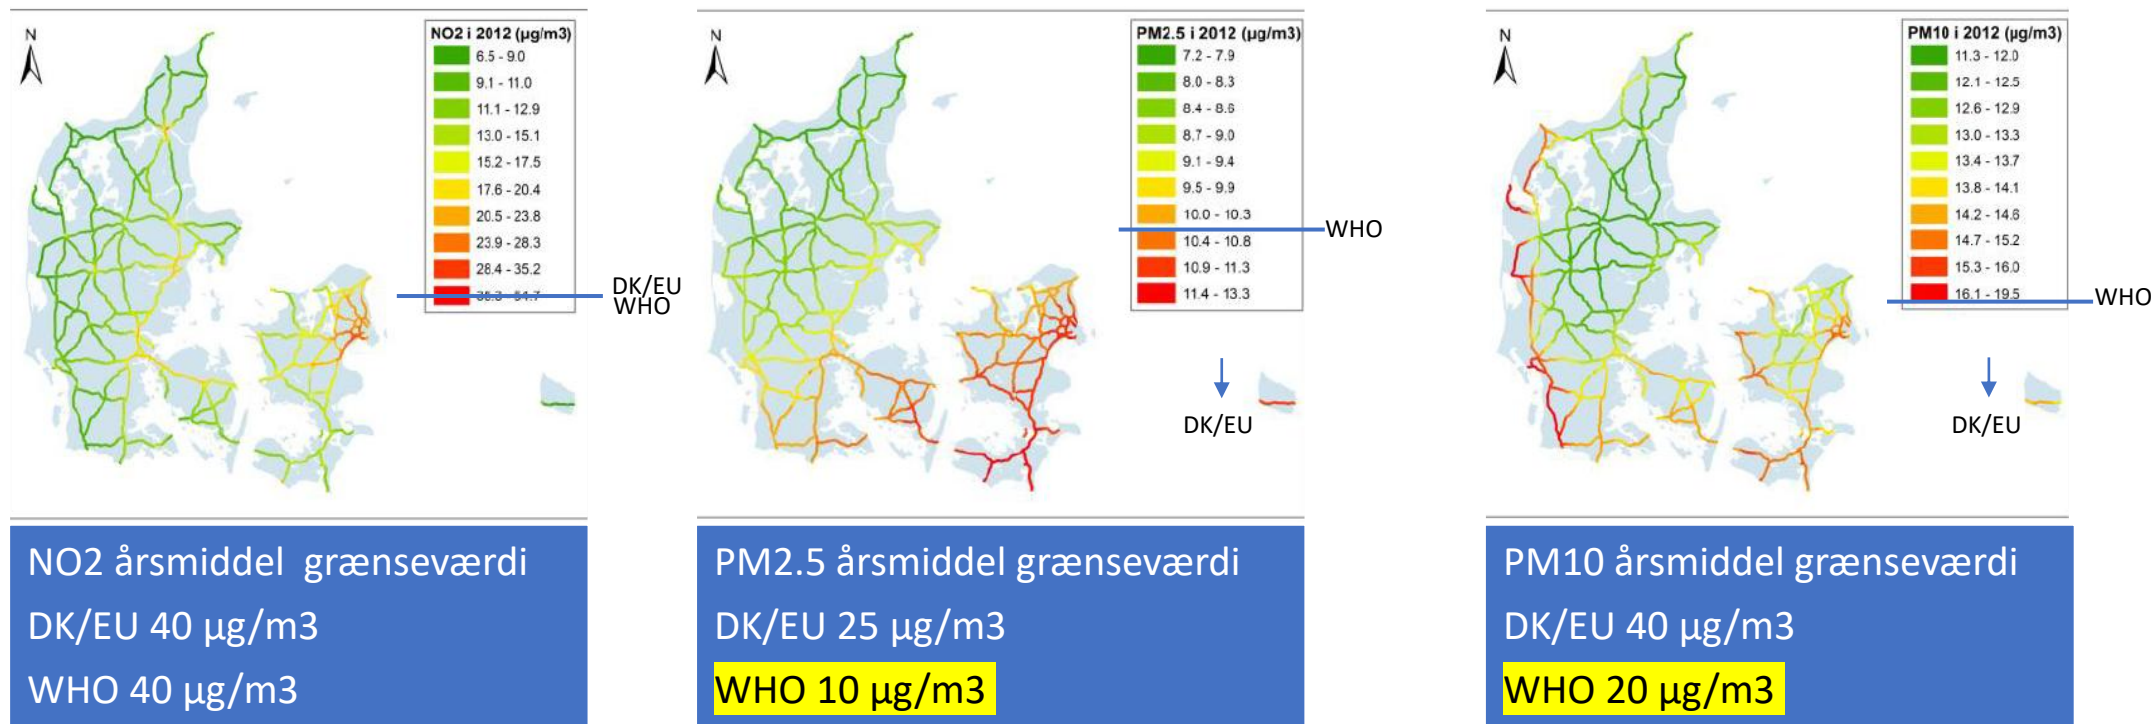 N
NO2 i 2012 (µg/m3)
6.5 - 9.0
9.1 - 11.0
11.1 - 12.9
13.0 - 15.1
15.2 - 17.5
17.6 - 20.4
20.5 - 23.8
23.9 - 28.3
28.4 - 35.2
DK/EU
WHO
NO2 årsmiddel grænseværdi
DK/EU 40 µg/m3
WHO 40 µg/m3
N
PM2.5 i 2012 (µg/m3)
7.2 - 7.9
8.0 - 8.3
8.4 - 8.6
8.7 - 9.0
9.1 - 9.4
9.5 - 9.9
10.0 - 10.3
10.4 - 10.8
10.9 - 11.3
11.4 - 13.3
WHO
DK/EU
PM2.5 årsmiddel grænseværdi
DK/EU 25 µg/m3
WHO 10 µg/m3
N
PM10 i 2012 (µg/m3)
11.3 - 12.0
12.1 - 12.5
12.6 - 12.9
13.0 - 13.3
13.4 - 13.7
13.8 - 14.1
14.2 - 14.6
14.7 - 15.2
15.3 - 16.0
16.1 - 19.5
WHO
DK/EU
PM10 årsmiddel grænseværdi
DK/EU 40 µg/m3
WHO 20 µg/m3